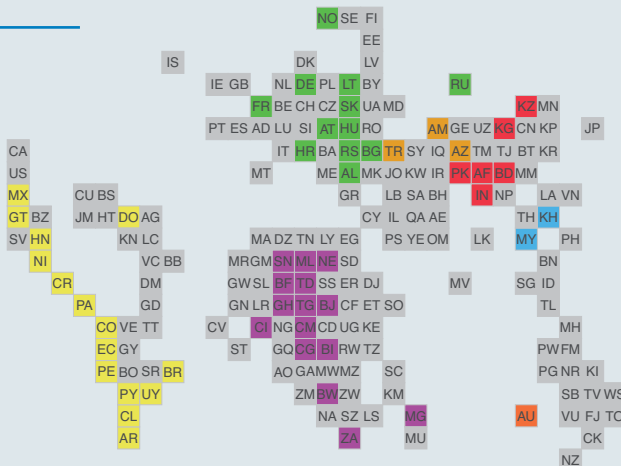 NO SE FI
EE
IS DK LV
IE GB NL DE PL LT BY RU
FR BE CH CZ SK UA MD KZ MN
PT ES AD LU SI AT HU RO AM GE UZ KG CN KP JP
CA IT HR BA RS BG TR SY IQ AZ TM TJ BT KR
US MT ME AL MK JO KW IR PK AF BD MM
MX CU BS GR LB SA BH IN NP LA VN
GT BZ JM HT DO AG CY IL QA AE TH KH
SV HN KN LC MA DZ TN LY EG PS YE OM LK MY PH
NI VC BB MR GM SN ML NE SD BN
CR DM GW SL BF TD SS ER DJ MV SG ID
PA GD GN LR GH TG BJ CF ET SO TL
CO VE TT CV CI NG CM CD UG KE MH
EC GY ST GQ CG BI RW TZ PW FM
PE BO SR BR AO GA MW MZ SC PG NR KI
PY UY ZM BW ZW KM SB TV WS
CL NA SZ LS MG AU VU FJ TO
AR ZA MU CK
NZ